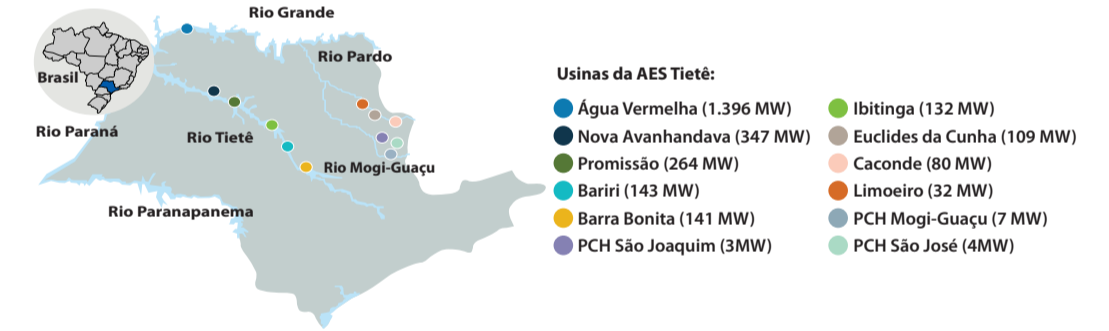 Rio Grande
Rio Pardo
Brasil
Rio Paraná
Rio Tietê
Rio Mogi-Guaçu
Rio Paranapanema
Usinas da AES Tietê:
Água Vermelha (1.396 MW)
Nova Avanhandava (347 MW)
Promissão (264 MW)
Bariri (143 MW)
Barra Bonita (141 MW)
PCH São Joaquim (3MW)
Ibitinga (132 MW)
Euclides da Cunha (109 MW)
Caconde (80 MW)
Limoeiro (32 MW)
PCH Mogi-Guaçu (7 MW)
PCH São José (4MW)